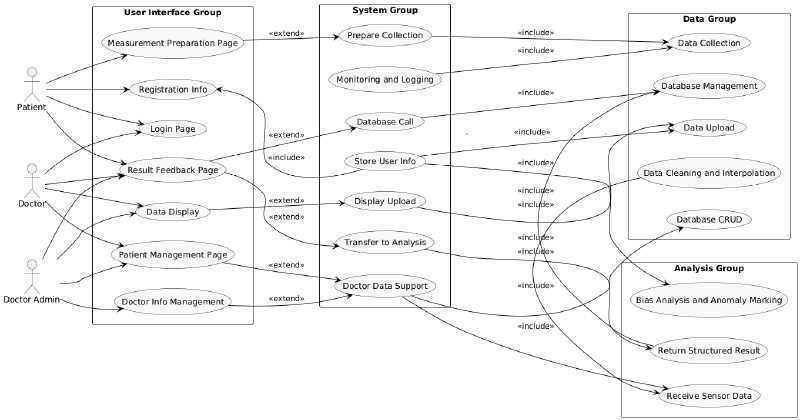 User Interface Group
System Group
Data Group
Measurement Preparation Page
«extend»
Prepare Collection
«include»
Data Collection
«include»
Monitoring and Logging
Patient
Registration Info
Database Management
«include»
Database Call
Login Page
«extend»
Data Upload
«include»
«include»
Store User Info
Doctor
Result Feedback Page
Data Cleaning and Interpolation
«include»
«extend»
Display Upload
«include»
Data Display
«extend»
Database CRUD
«include»
Transfer to Analysis
«include»
Patient Management Page
«extend»
Analysis Group
Doctor Admin
Doctor Data Support
Doctor Info Management
«extend»
Bias Analysis and Anomaly Marking
«include»
Return Structured Result
Receive Sensor Data